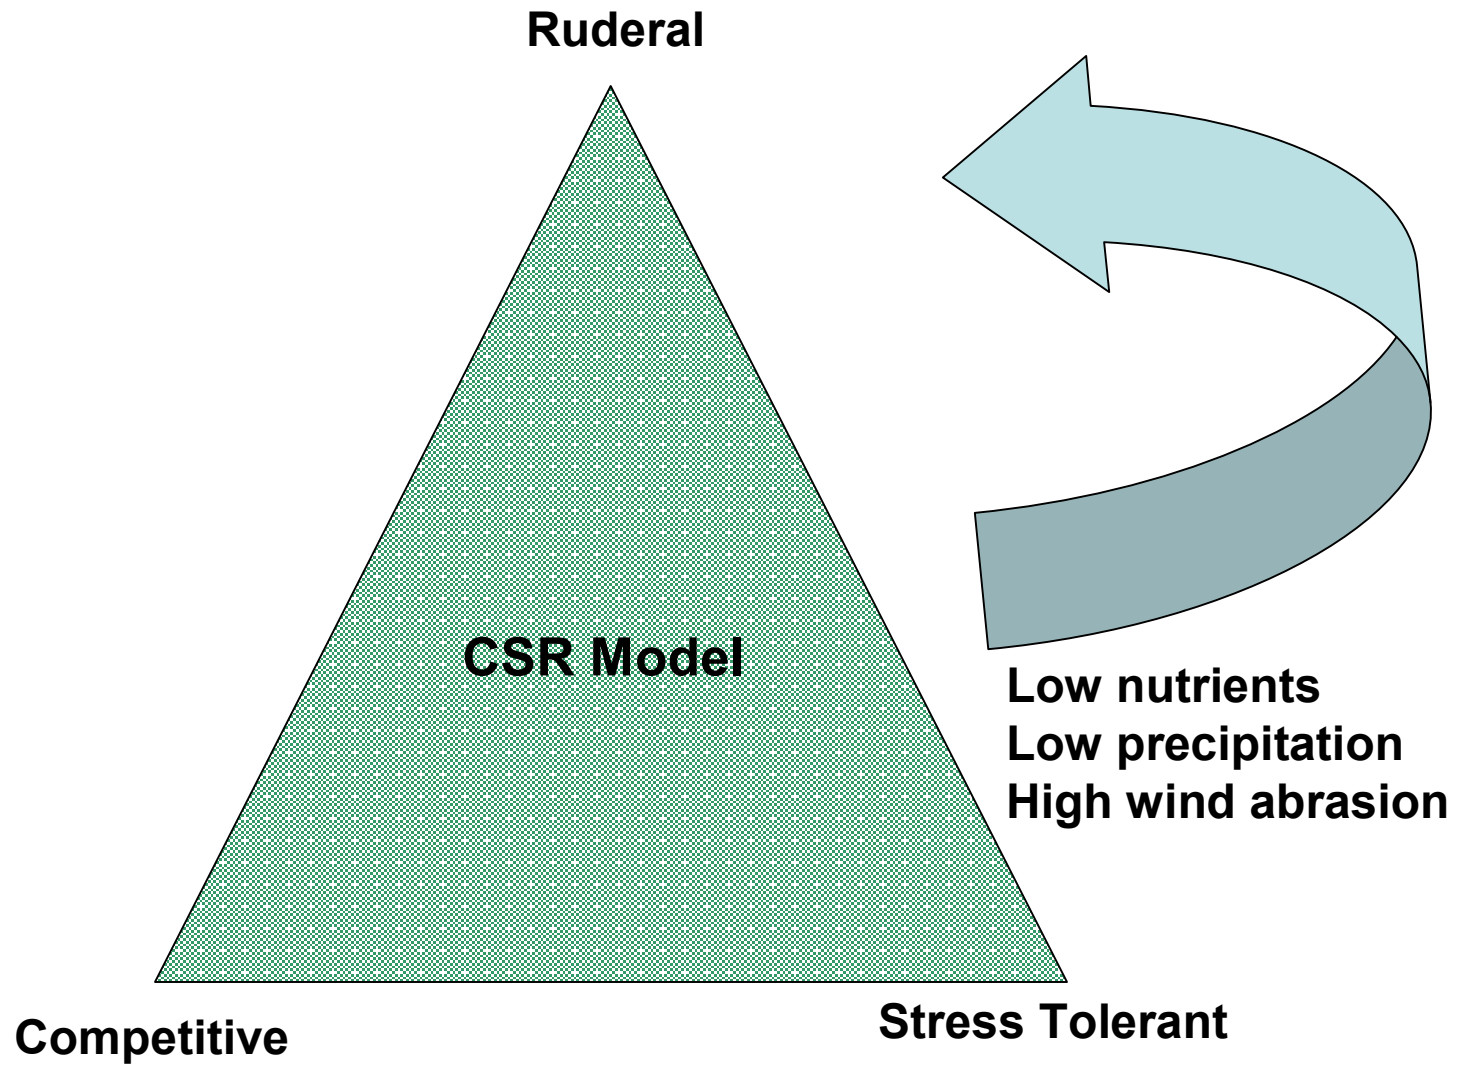 Ruderal
CSR Model
Low nutrients
Low precipitation
High wind abrasion
Competitive
Stress Tolerant